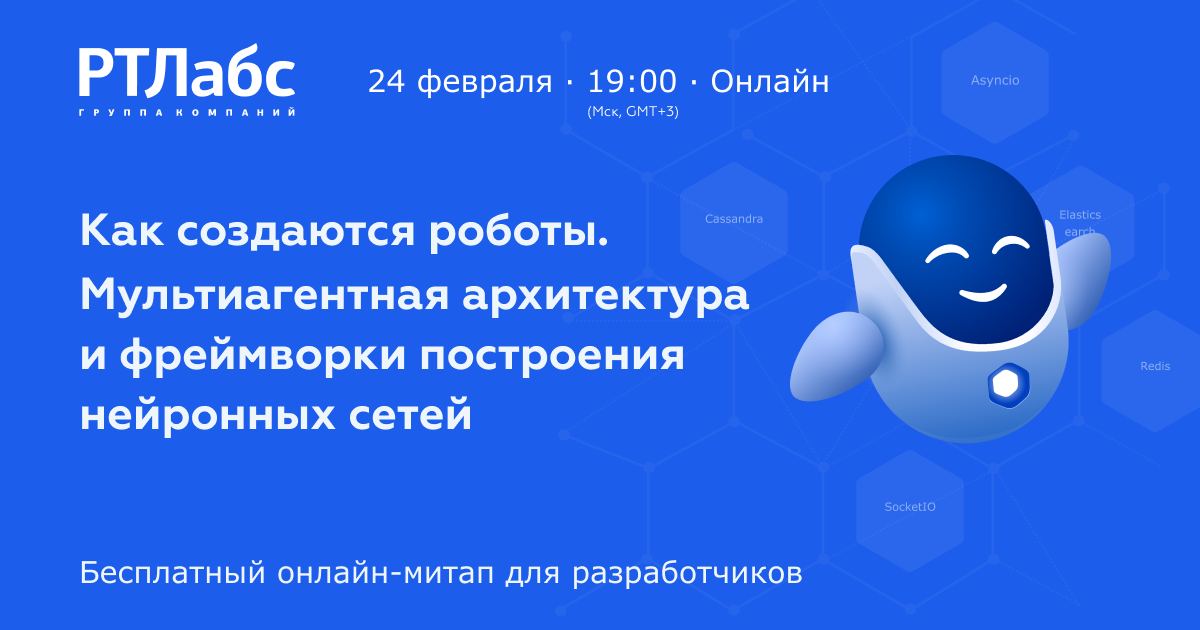 РТЛабс
ГРУППА КОМПАНИЙ
24 февраля · 19:00 · Онлайн
(Мск, GMT+3)
Asyncio
Cassandra
Elastics
earch
Как создаются роботы.
Мультиагентная архитектура
и фреймворки построения
нейронных сетей
Redis
SocketIO
Бесплатный онлайн-митап для разработчиков